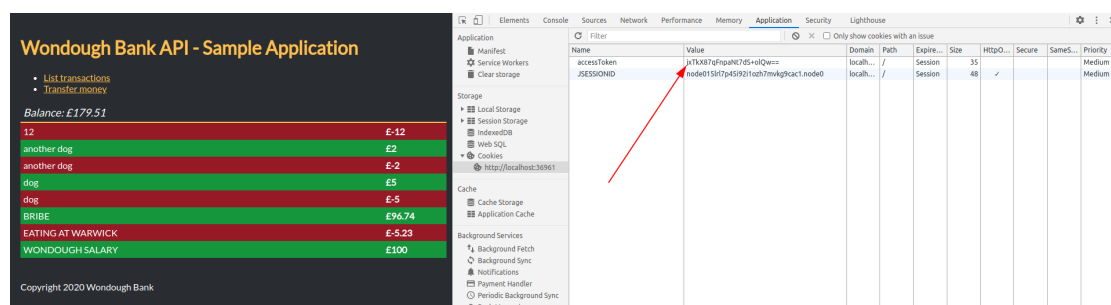 Wondough Bank API - Sample Application
List transactions
Transfer money
Balance: £179.51
12 £-12
another dog £2
another dog £-2
dog £5
dog £-5
BRIBE £96.74
EATING AT WARWICK £-5.23
WONDOUGH SALARY £100
Copyright 2020 Wondough Bank
Elements Console Sources Network Performance Memory Application Security Lighthouse
Application
Manifest
Service Workers
Clear storage
Storage
Local Storage
Session Storage
IndexedDB
Web SQL
Cookies
http://localhost:36961
Cache
Cache Storage
Application Cache
Background Services
Background Fetch
Background Sync
Notifications
Payment Handler
Periodic Background Sync
Filter Only show cookies with an issue
Name Value Domain Path Expire... Size HttpO... Secure SameS... Priority
accessToken jxTkX87qFnpaNt7dS+olQw== localh... / Session 35 Medium
JSESSIONID localh... / Session 48 ✓ Medium